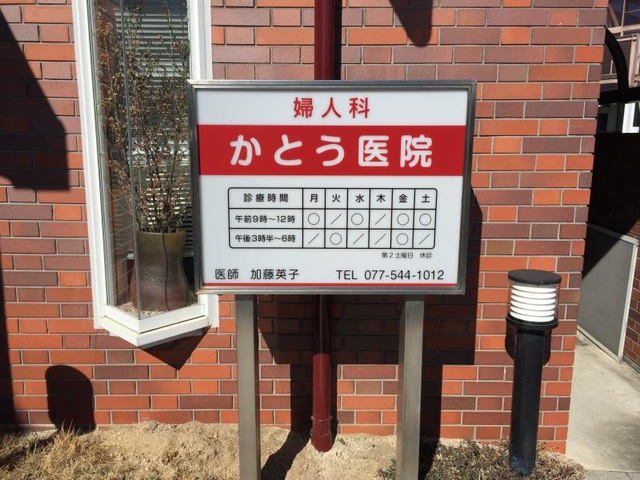 婦人科
かとう医院
診療時間 月 火 水 木 金 土
午前9時～12時 ○ ／ ○ ／ ○ ○
午後3時半～6時 ／ ○ ○ ／ ○ ／
第2土曜日 休診
医師 加藤英子 TEL 077-544-1012